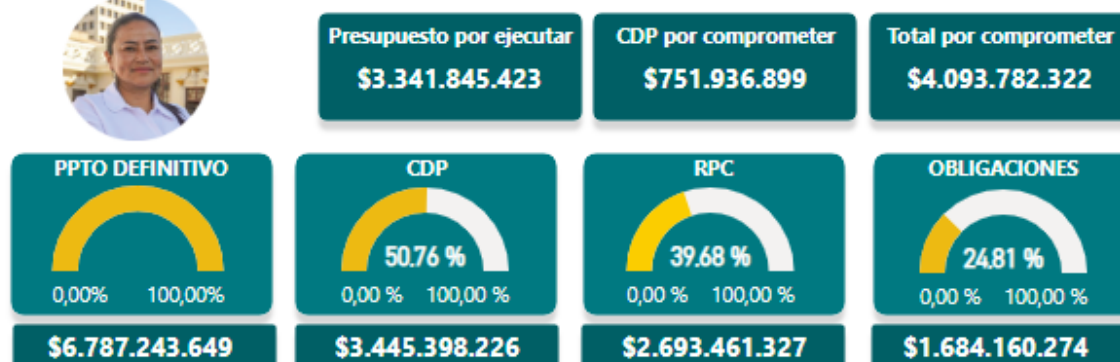 Presupuesto por ejecutar
$3.341.845.423
CDP por comprometer
$751.936.899
Total por comprometer
$4.093.782.322
PPTO DEFINITIVO
0,00% 100,00%
$6.787.243.649
CDP
50,76 %
0,00 % 100,00 %
$3.445.398.226
RPC
39,68 %
0,00 % 100,00 %
$2.693.461.327
OBLIGACIONES
24,81 %
0,00 % 100,00 %
$1.684.160.274